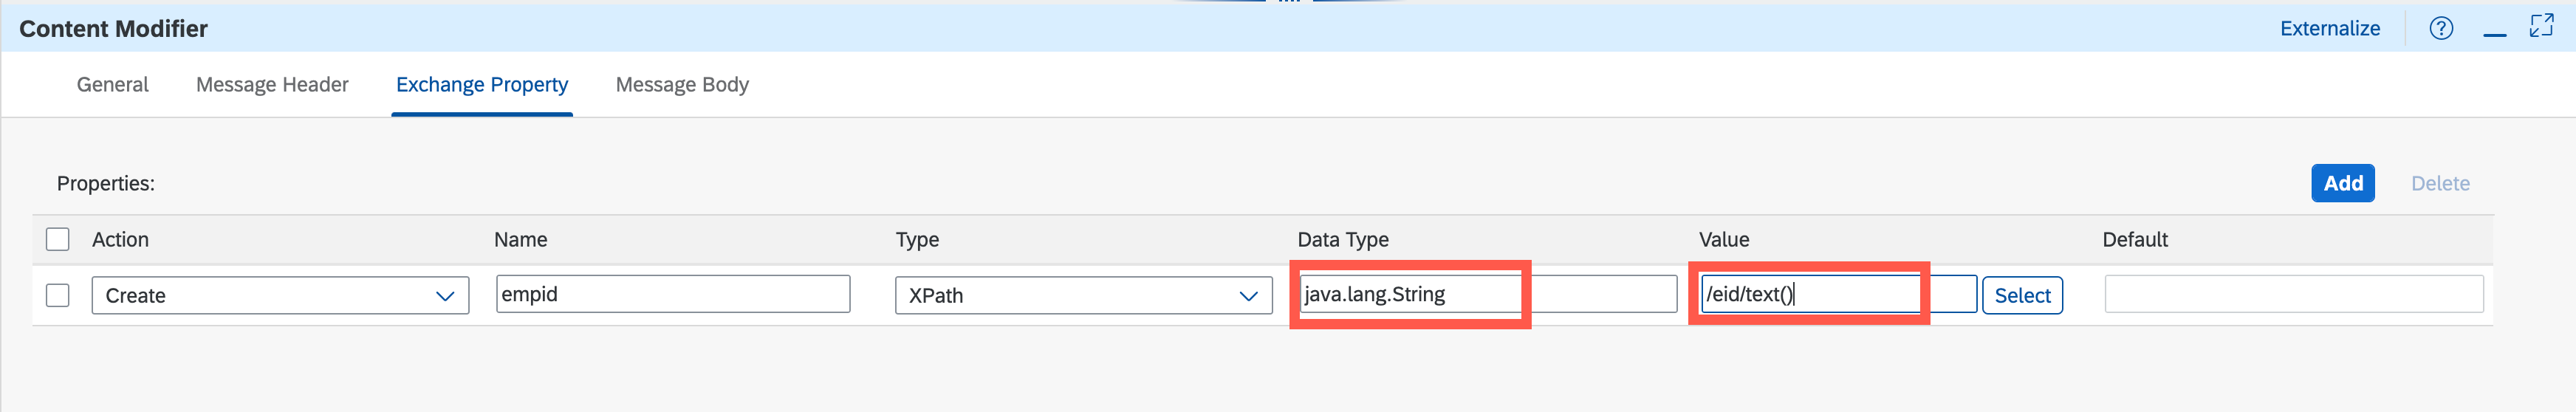 Content Modifier
Externalize
General Message Header Exchange Property Message Body
Properties:
Add Delete
Action Name Type Data Type Value Default
Create empid XPath java.lang.String /eid/text() Select